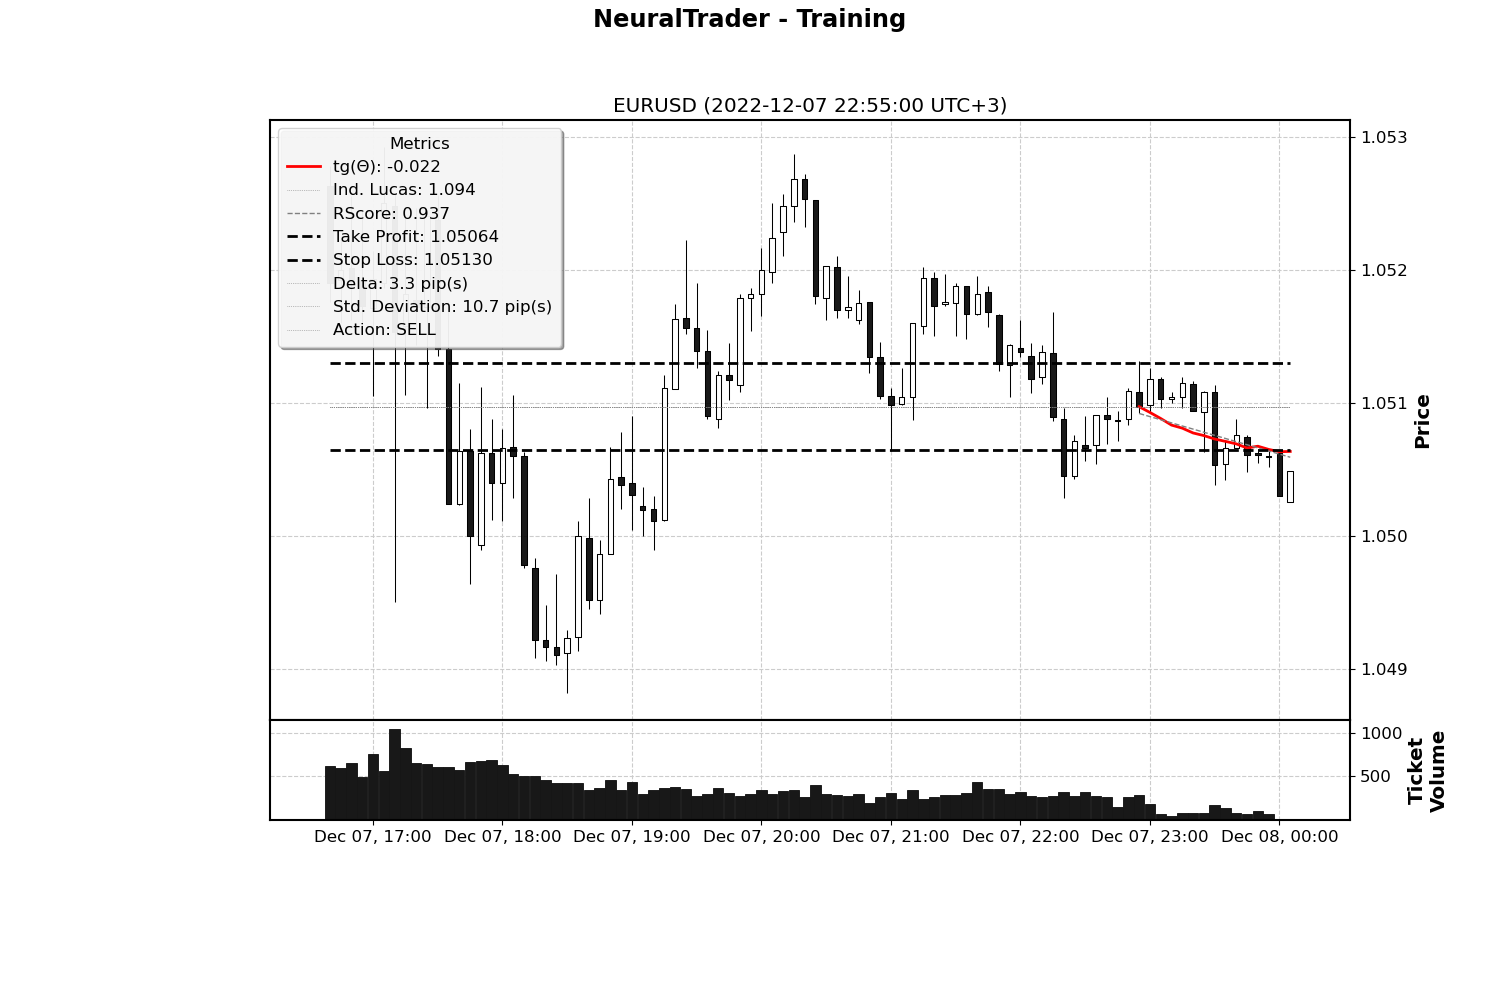 NeuralTrader - Training
EURUSD (2022-12-07 22:55:00 UTC+3)
Metrics
tg(Θ): -0.022
Ind. Lucas: 1.094
RScore: 0.937
Take Profit: 1.05064
Stop Loss: 1.05130
Delta: 3.3 pip(s)
Std. Deviation: 10.7 pip(s)
Action: SELL
1.053
1.052
1.051
1.050
1.049
Price
1000
500
Ticket
Volume
Dec 07, 17:00 Dec 07, 18:00 Dec 07, 19:00 Dec 07, 20:00 Dec 07, 21:00 Dec 07, 22:00 Dec 07, 23:00 Dec 08, 00:00